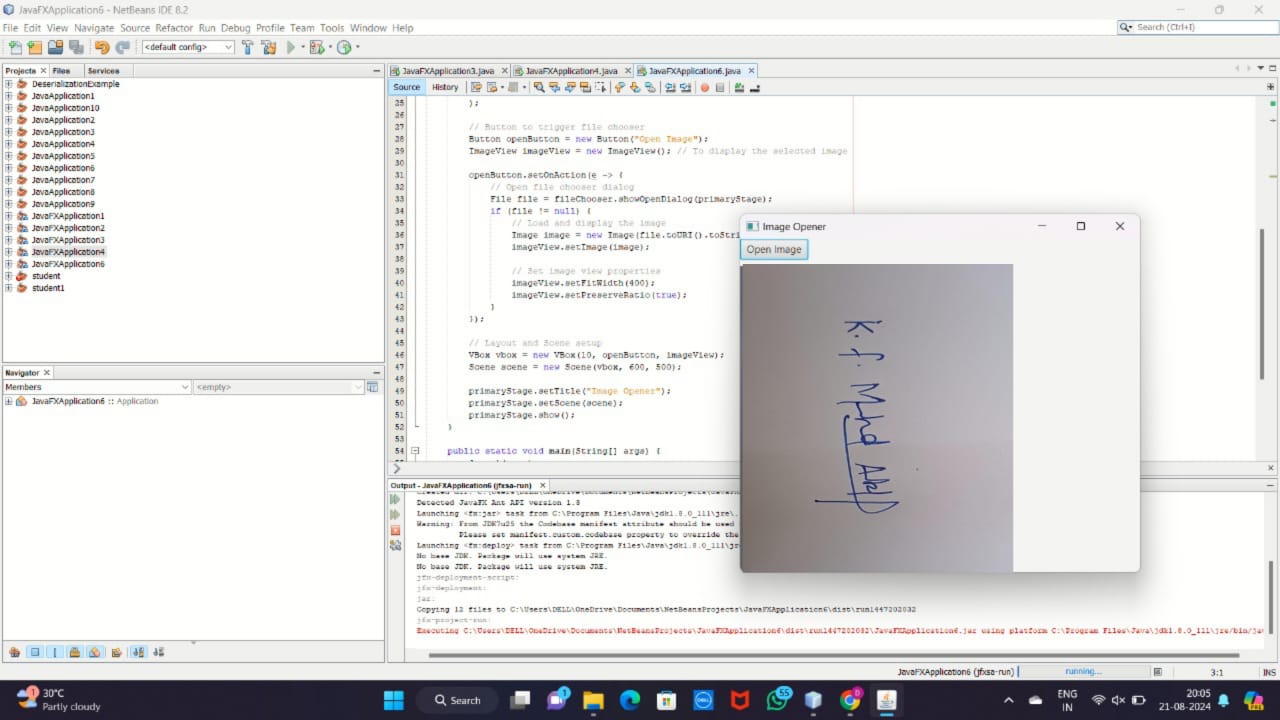 JavaFXApplication6 - NetBeans IDE 8.2
File Edit View Navigate Source Refactor Run Debug Profile Team Tools Window Help
Search (Ctrl+I)
<default config>
Projects Files Services
JavaFXApplication3.java JavaFXApplication4.java JavaFXApplication6.java
Source History
DeserializationExample
JavaApplication1
JavaApplication10
JavaApplication2
JavaApplication3
JavaApplication4
JavaApplication5
JavaApplication6
JavaApplication7
JavaApplication8
JavaApplication9
JavaFXApplication1
JavaFXApplication2
JavaFXApplication3
JavaFXApplication4
JavaFXApplication6
student
student1
Navigator
Members <empty>
JavaFXApplication6 :: Application
25 );
26
27 // Button to trigger file chooser
28 Button openButton = new Button("Open Image");
29 ImageView imageView = new ImageView(); // To display the selected image
30
31 openButton.setOnAction(e -> {
32 // Open file chooser dialog
33 File file = fileChooser.showOpenDialog(primaryStage);
34 if (file != null) {
35 // Load and display the image
36 Image image = new Image(file.toURI().toStri
37 imageView.setImage(image);
38
39 // Set image view properties
40 imageView.setFitWidth(400);
41 imageView.setPreserveRatio(true);
42 }
43 });
44
45 // Layout and Scene setup
46 VBox vbox = new VBox(10, openButton, imageView);
47 Scene scene = new Scene(vbox, 600, 500);
48
49 primaryStage.setTitle("Image Opener");
50 primaryStage.setScene(scene);
51 primaryStage.show();
52 }
53
54 public static void main(String[] args) {
Image Opener
Open Image
K. f. Mohd
Output - JavaFXApplication6 (jfxsa-run)
Detected JavaFX Ant API version 1.8
Launching <fx:jar> task from C:\Program Files\Java\jdk1.8.0_111\jre\.
Warning: From JDK7u25 the Codebase manifest attribute should be used
Please set manifest.custom.codebase property to override the
Launching <fx:deploy> task from C:\Program Files\Java\jdk1.8.0_111\jr
No base JDK. Package will use system JRE.
No base JDK. Package will use system JRE.
jfx-deployment-script:
jfx-deployment:
jar:
Copying 12 files to C:\Users\DELL\OneDrive\Documents\NetBeansProjects\JavaFXApplication6\dist\run1447202032
jfx-project-run:
Executing C:\Users\DELL\OneDrive\Documents\NetBeansProjects\JavaFXApplication6\dist\run1447202032\JavaFXApplication6.jar using platform C:\Program Files\Java\jdk1.8.0_111\jre/bin/jav
JavaFXApplication6 (jfxsa-run) running... 3:1 INS
30°C
Partly cloudy
Search
55
ENG
IN
20:05
21-08-2024